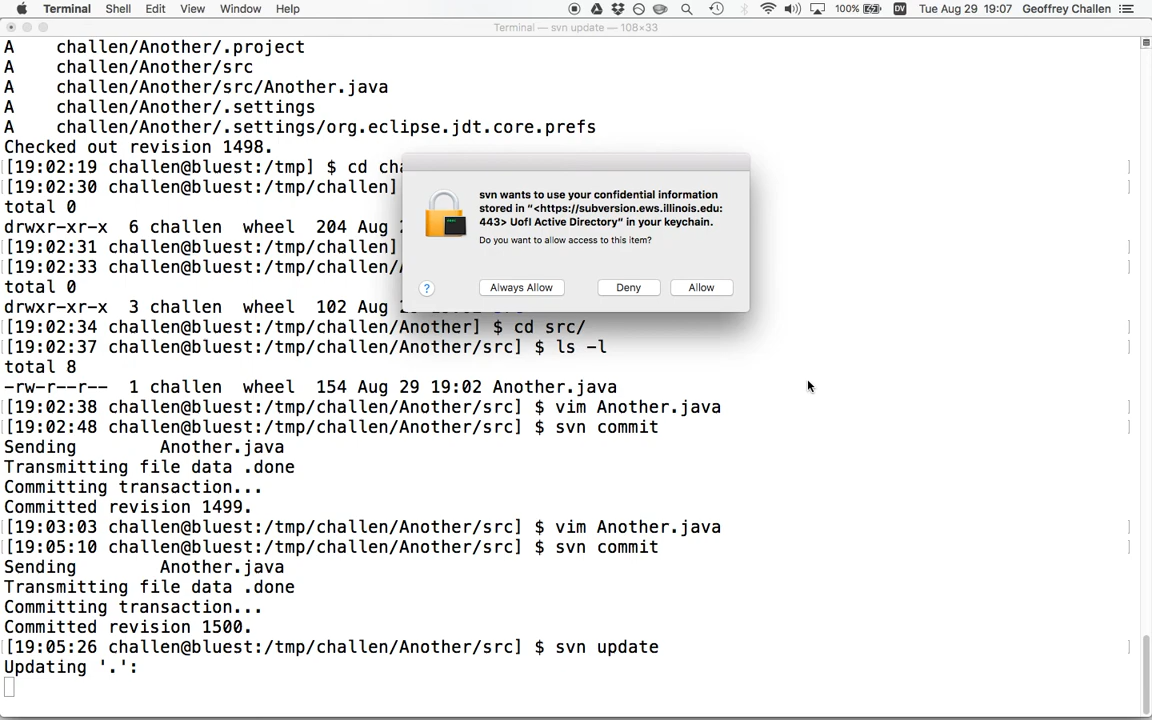 Terminal Shell Edit View Window Help 100% DV Tue Aug 29 19:07 Geoffrey Challen
Terminal — svn update — 108×33
A challen/Another/.project
A challen/Another/src
A challen/Another/src/Another.java
A challen/Another/.settings
A challen/Another/.settings/org.eclipse.jdt.core.prefs
Checked out revision 1498.
[19:02:19 challen@bluest:/tmp] $ cd cha
[19:02:30 challen@bluest:/tmp/challen]
total 0
drwxr-xr-x 6 challen wheel 204 Aug
[19:02:31 challen@bluest:/tmp/challen]
[19:02:33 challen@bluest:/tmp/challen/
total 0
drwxr-xr-x 3 challen wheel 102 Aug
[19:02:34 challen@bluest:/tmp/challen/Another] $ cd src/
[19:02:37 challen@bluest:/tmp/challen/Another/src] $ ls -l
total 8
-rw-r--r-- 1 challen wheel 154 Aug 29 19:02 Another.java
[19:02:38 challen@bluest:/tmp/challen/Another/src] $ vim Another.java
[19:02:48 challen@bluest:/tmp/challen/Another/src] $ svn commit
Sending Another.java
Transmitting file data .done
Committing transaction...
Committed revision 1499.
[19:03:03 challen@bluest:/tmp/challen/Another/src] $ vim Another.java
[19:05:10 challen@bluest:/tmp/challen/Another/src] $ svn commit
Sending Another.java
Transmitting file data .done
Committing transaction...
Committed revision 1500.
[19:05:26 challen@bluest:/tmp/challen/Another/src] $ svn update
Updating '.':
svn wants to use your confidential information
stored in “<https://subversion.ews.illinois.edu:
443> UofI Active Directory” in your keychain.
Do you want to allow access to this item?
? Always Allow Deny Allow